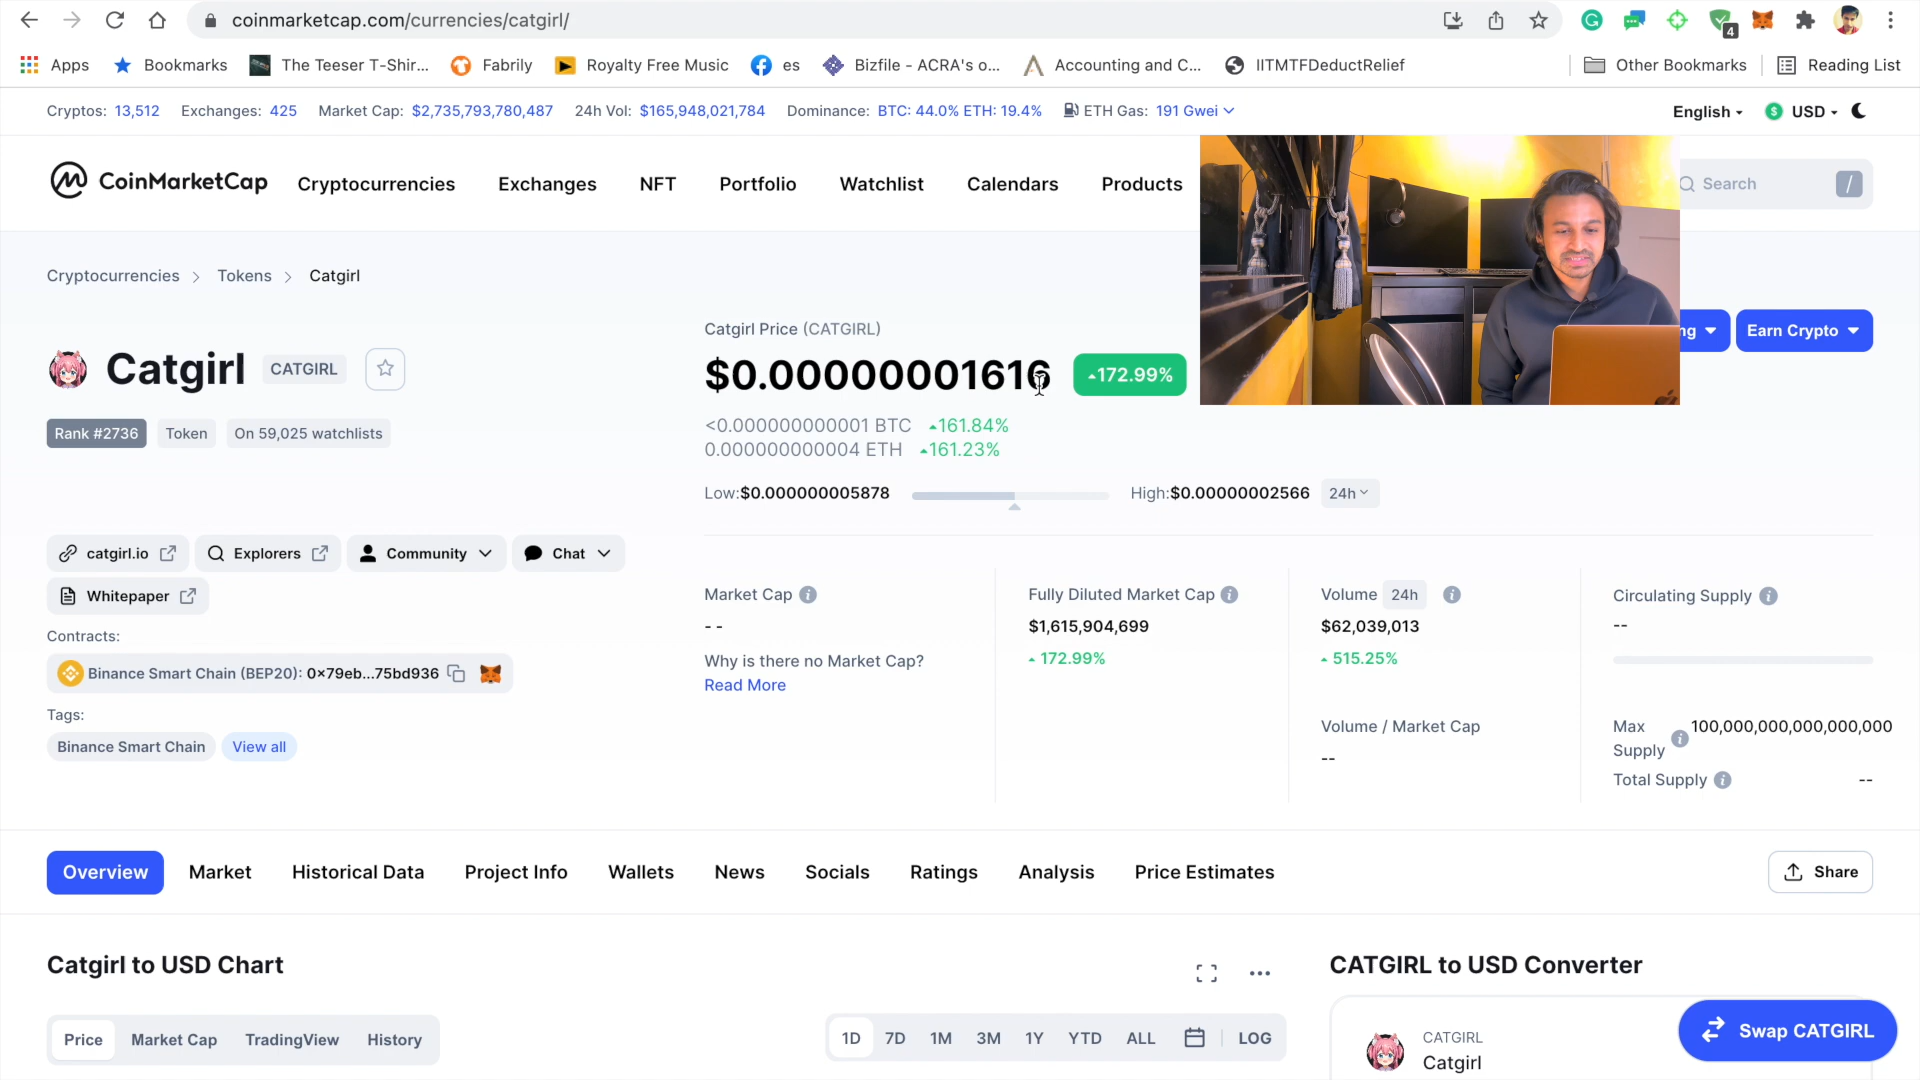 coinmarketcap.com/currencies/catgirl/
4
Apps Bookmarks The Teeser T-Shir... Fabrily Royalty Free Music es Bizfile - ACRA's o... Accounting and C... IITMTFDeductRelief Other Bookmarks Reading List
Cryptos: 13,512 Exchanges: 425 Market Cap: $2,735,793,780,487 24h Vol: $165,948,021,784 Dominance: BTC: 44.0% ETH: 19.4% ETH Gas: 191 Gwei English USD
CoinMarketCap Cryptocurrencies Exchanges NFT Portfolio Watchlist Calendars Products Search /
Cryptocurrencies > Tokens > Catgirl
Catgirl Price (CATGIRL)
Catgirl CATGIRL $0.00000001616 172.99% ng Earn Crypto
<0.000000000001 BTC 161.84%
Rank #2736 Token On 59,025 watchlists
0.000000000004 ETH 161.23%
Low:$0.000000005878 High:$0.00000002566 24h
catgirl.io Explorers Community Chat
Whitepaper
Contracts:
Binance Smart Chain (BEP20): 0x79eb...75bd936
Tags:
Binance Smart Chain View all
Market Cap
- -
Why is there no Market Cap?
Read More
Fully Diluted Market Cap
$1,615,904,699
172.99%
Volume 24h
$62,039,013
515.25%
Volume / Market Cap
--
Circulating Supply
--
Max Supply 100,000,000,000,000,000
Total Supply --
Overview Market Historical Data Project Info Wallets News Socials Ratings Analysis Price Estimates Share
Catgirl to USD Chart
Price Market Cap TradingView History 1D 7D 1M 3M 1Y YTD ALL LOG
CATGIRL to USD Converter
CATGIRL
Catgirl
Swap CATGIRL